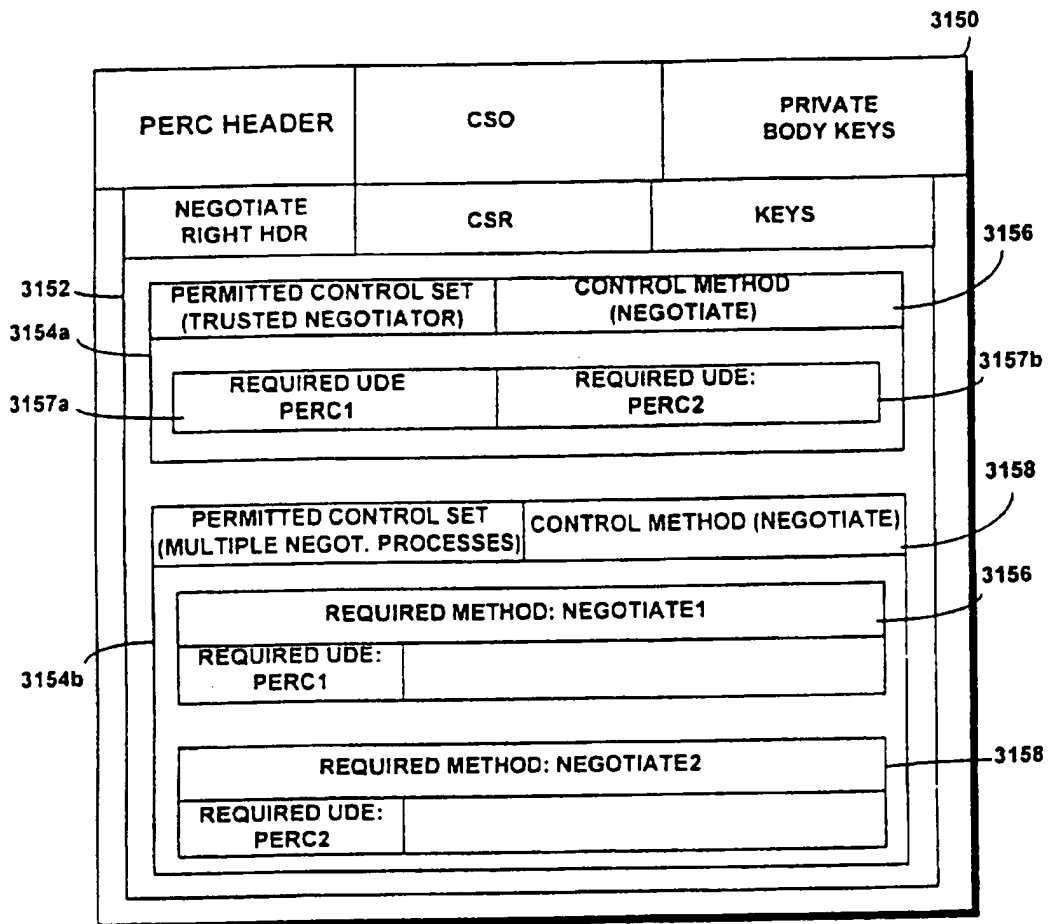 3150
PERC HEADER
CSO
PRIVATE
BODY KEYS
NEGOTIATE
RIGHT HDR
CSR
KEYS
3156
3152
PERMITTED CONTROL SET
(TRUSTED NEGOTIATOR)
CONTROL METHOD
(NEGOTIATE)
3154a
REQUIRED UDE
PERC1
REQUIRED UDE:
PERC2
3157b
3157a
3158
PERMITTED CONTROL SET
(MULTIPLE NEGOT. PROCESSES)
CONTROL METHOD (NEGOTIATE)
3156
REQUIRED METHOD: NEGOTIATE1
REQUIRED UDE:
PERC1
3154b
REQUIRED METHOD: NEGOTIATE2
3158
REQUIRED UDE:
PERC2